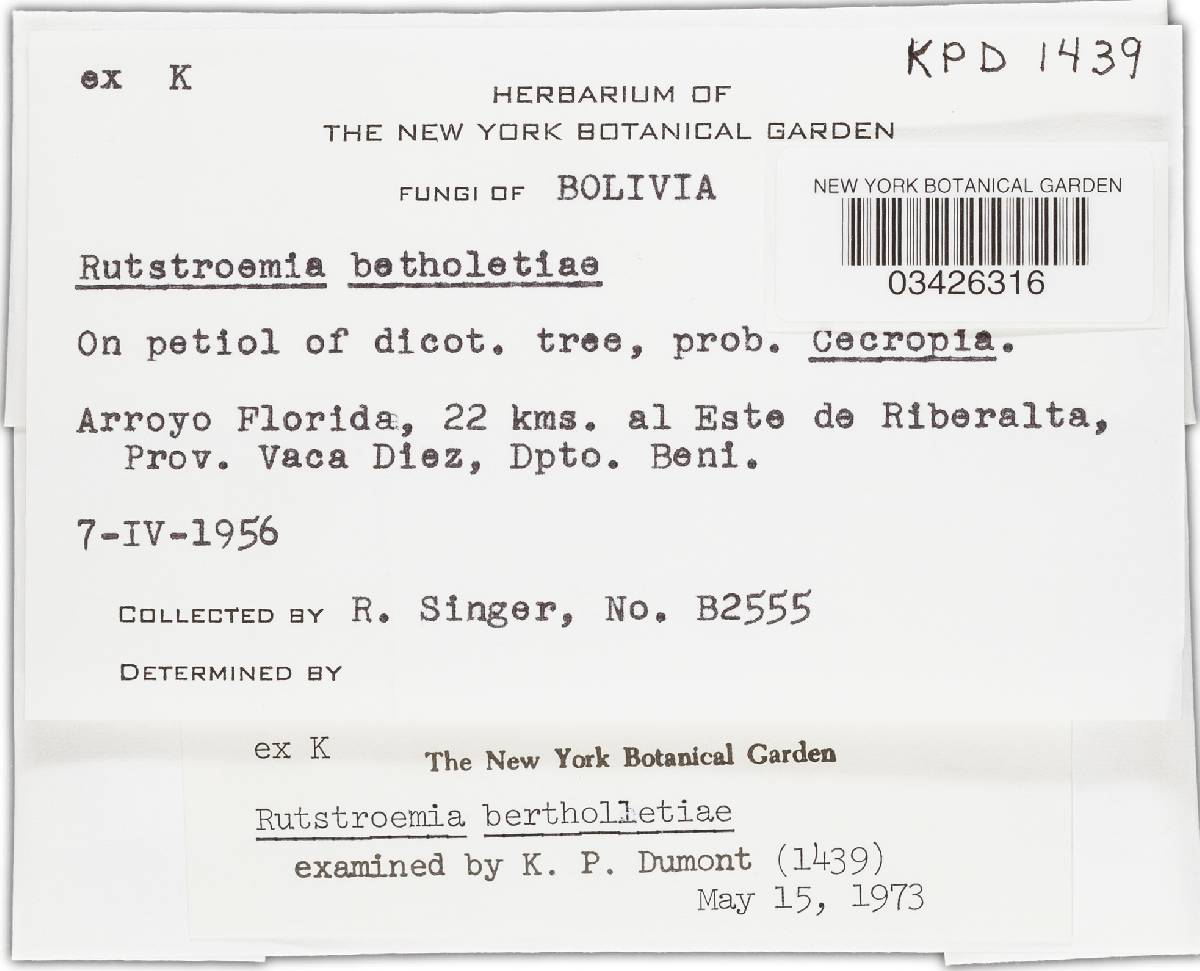 ex K
KPD 1439
HERBARIUM OF
THE NEW YORK BOTANICAL GARDEN
FUNGI OF BOLIVIA
NEW YORK BOTANICAL GARDEN
03426316
Rutstroemia betholetiae
On petiol of dicot. tree, prob. Cecropia.
Arroyo Florida, 22 kms. al Este de Riberalta,
Prov. Vaca Diez, Dpto. Beni.
7-IV-1956
COLLECTED BY R. Singer, No. B2555
DETERMINED BY
ex K The New York Botanical Garden
Rutstroemia bertholletiae
examined by K. P. Dumont (1439)
May 15, 1973